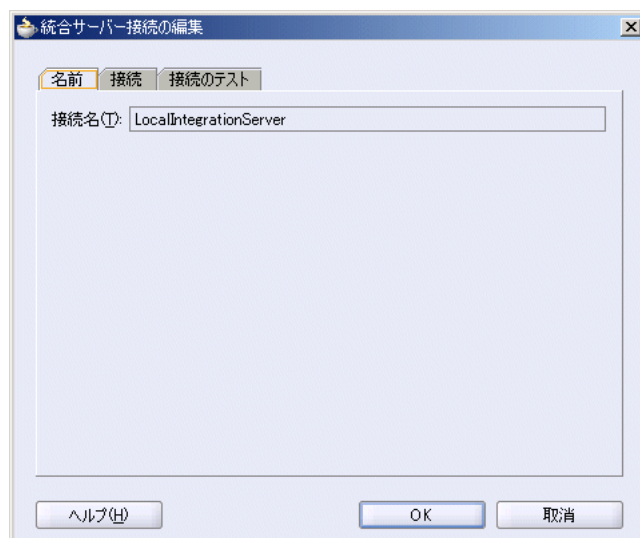 統合サーバー接続の編集
名前 接続 接続のテスト
接続名(T): LocalIntegrationServer
ヘルプ(H) OK 取消